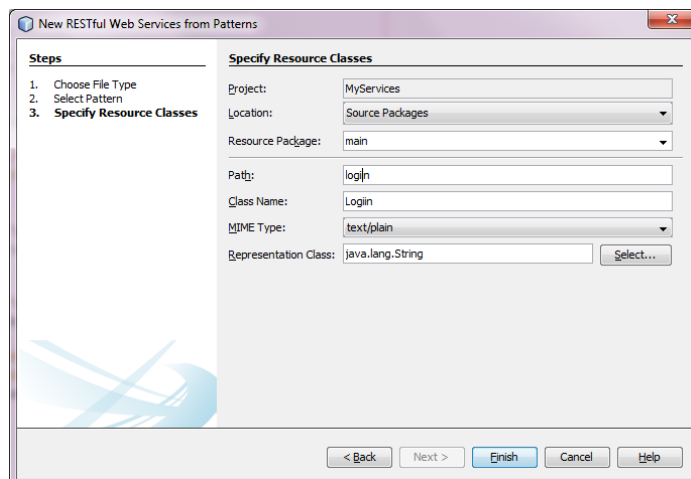 New RESTful Web Services from Patterns
Steps
1. Choose File Type
2. Select Pattern
3. Specify Resource Classes
Specify Resource Classes
Project: MyServices
Location: Source Packages
Resource Package: main
Path: login
Class Name: Logiin
MIME Type: text/plain
Representation Class: java.lang.String Select...
< Back Next > Finish Cancel Help